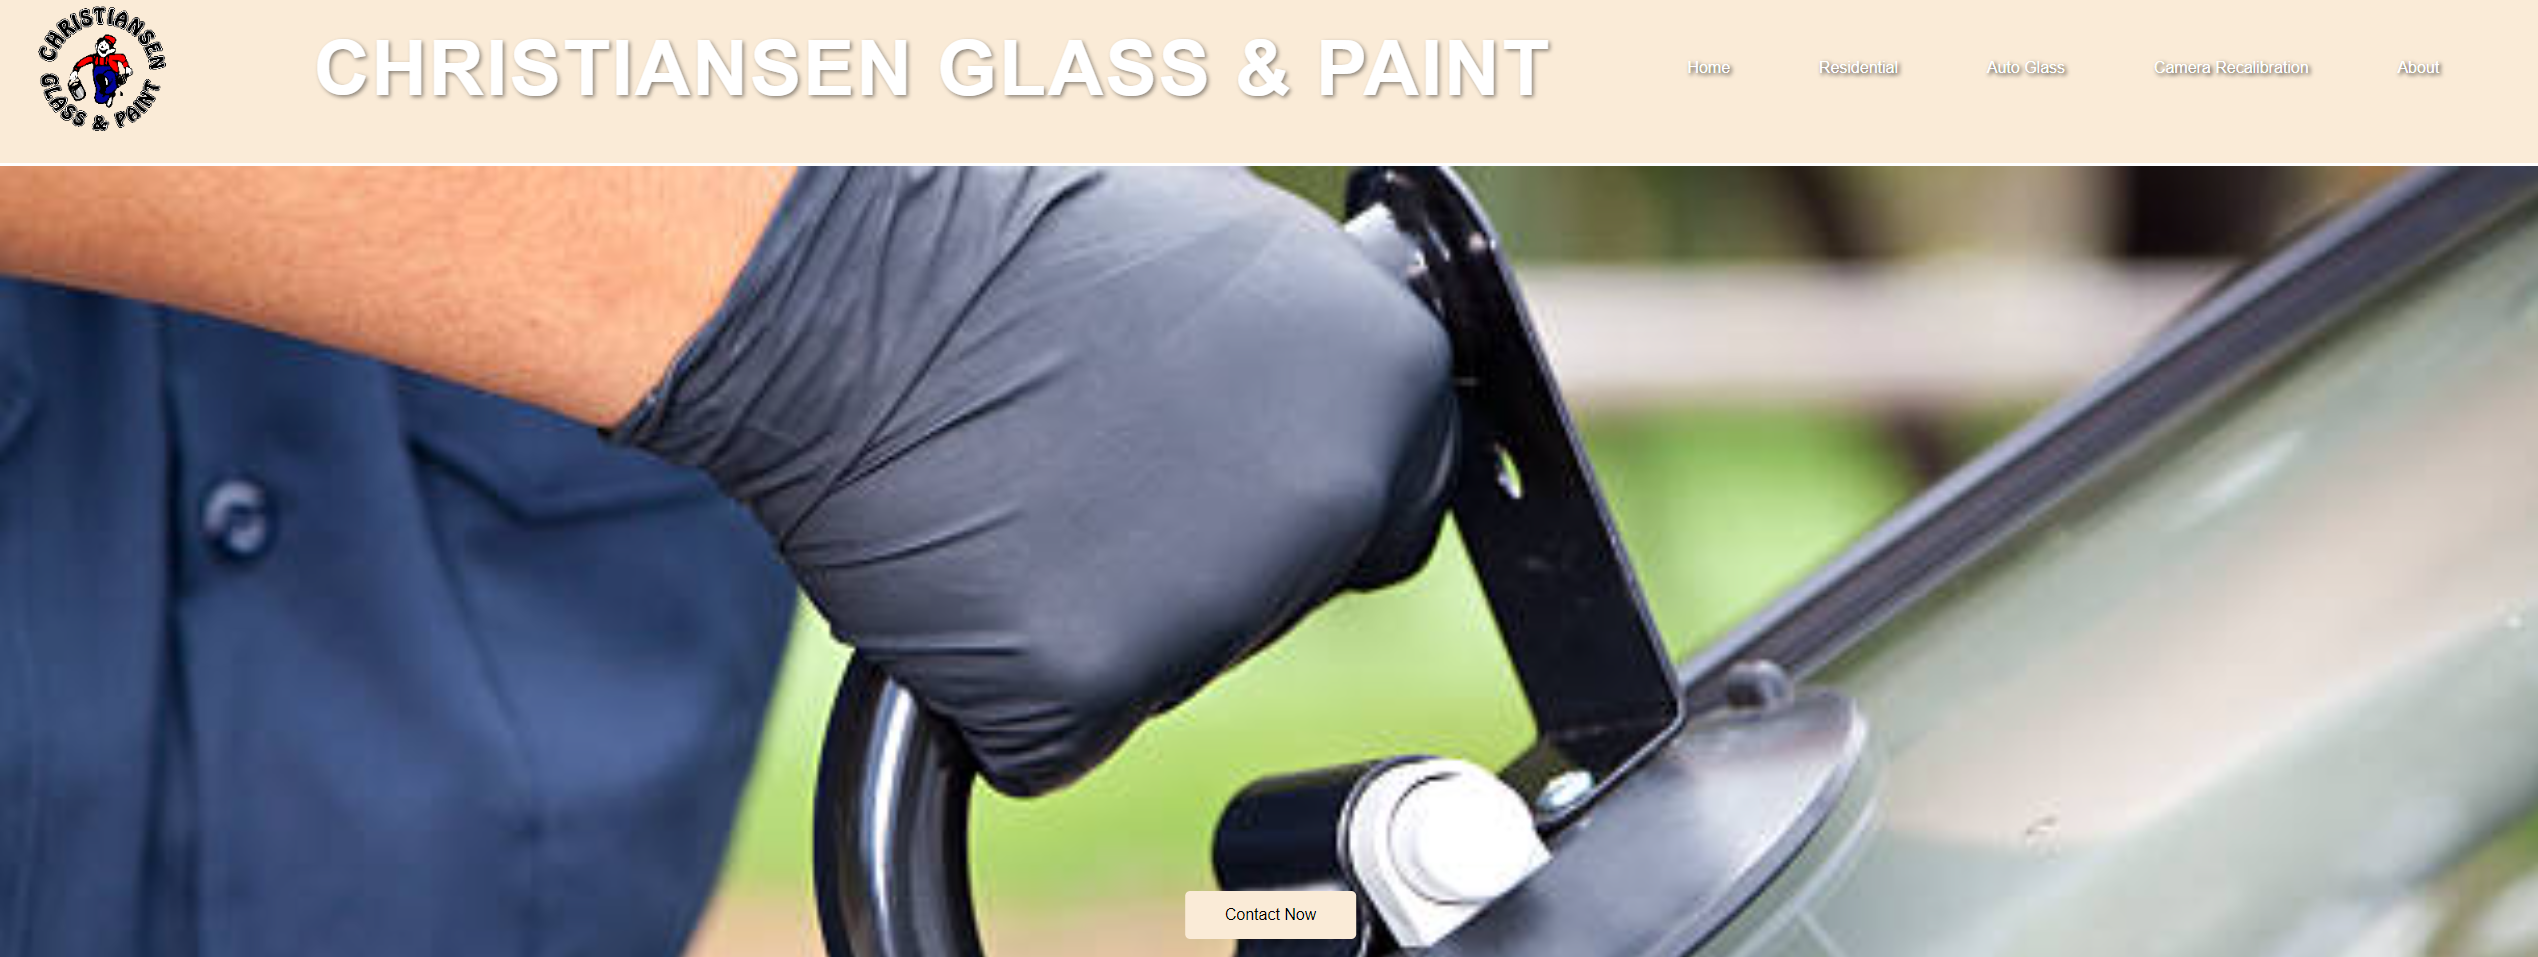 CHRISTIANSEN
GLASS & PAINT
CHRISTIANSEN GLASS & PAINT
Home
Residential
Auto Glass
Camera Recalibration
About
Contact Now